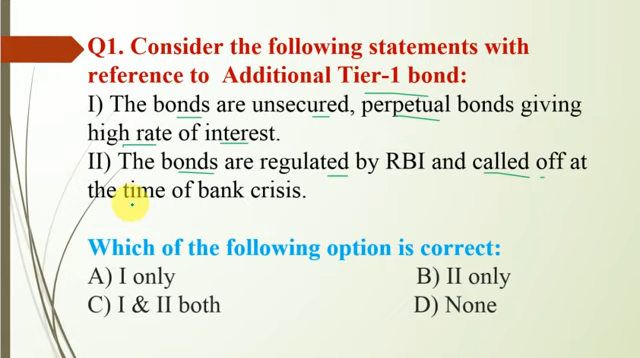 Q1. Consider the following statements with
reference to Additional Tier-1 bond:
I) The bonds are unsecured, perpetual bonds giving
high rate of interest.
II) The bonds are regulated by RBI and called off at
the time of bank crisis.
Which of the following option is correct:
A) I only B) II only
C) I & II both D) None